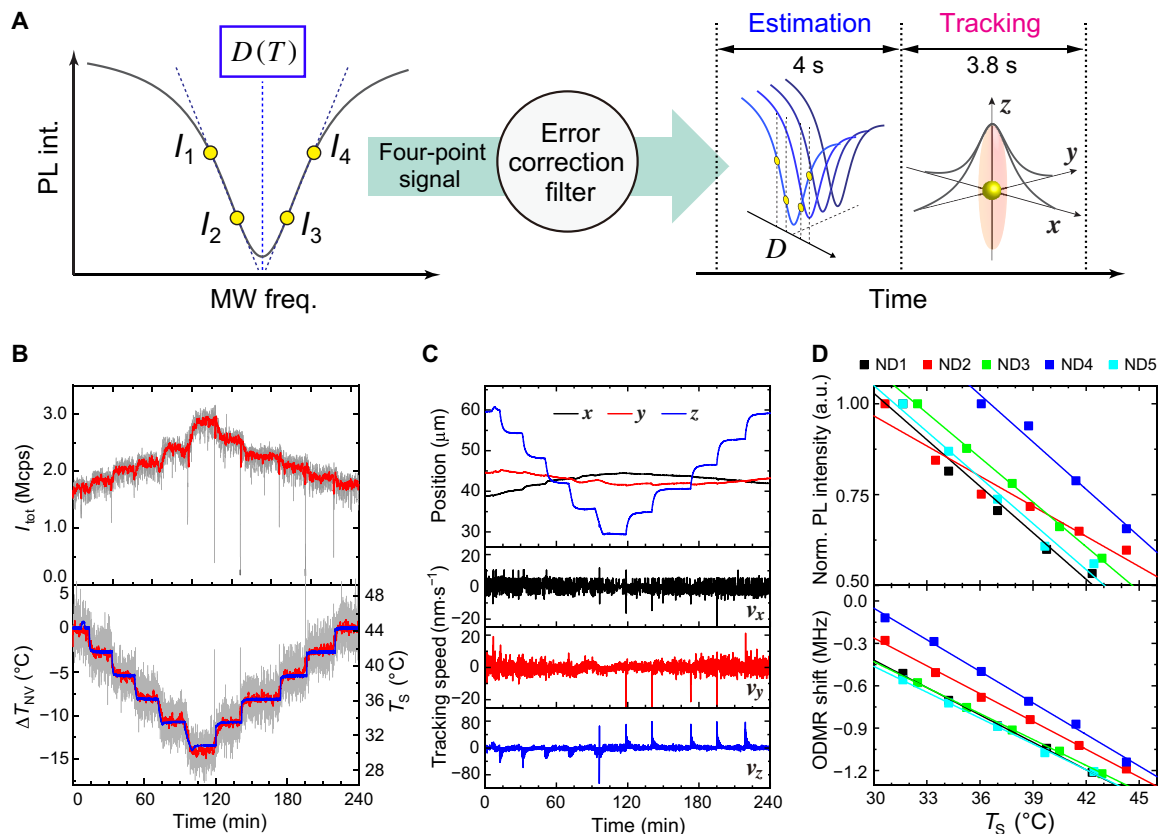 A
D(T)
PL int.
I1
I2
I3
I4
MW freq.
Four-point
signal
Error
correction
filter
Estimation
Tracking
4 s
3.8 s
D
z
y
x
Time
B
Itot (Mcps)
3.0
2.0
1.0
0.0
ΔTNV (°C)
5
0
−5
−10
−15
48
44
40
36
32
28
TS (°C)
0 60 120 180 240
Time (min)
C
x y z
Position (μm)
60
50
40
30
Tracking speed (nm·s⁻¹)
20
0
−20
vx
20
0
−20
vy
80
0
−80
vz
0 60 120 180 240
Time (min)
D
ND1 ND2 ND3 ND4 ND5
Norm. PL intensity (a.u.)
1.00
0.75
0.50
ODMR shift (MHz)
0.0
−0.3
−0.6
−0.9
−1.2
30 33 36 39 42 45
TS (°C)